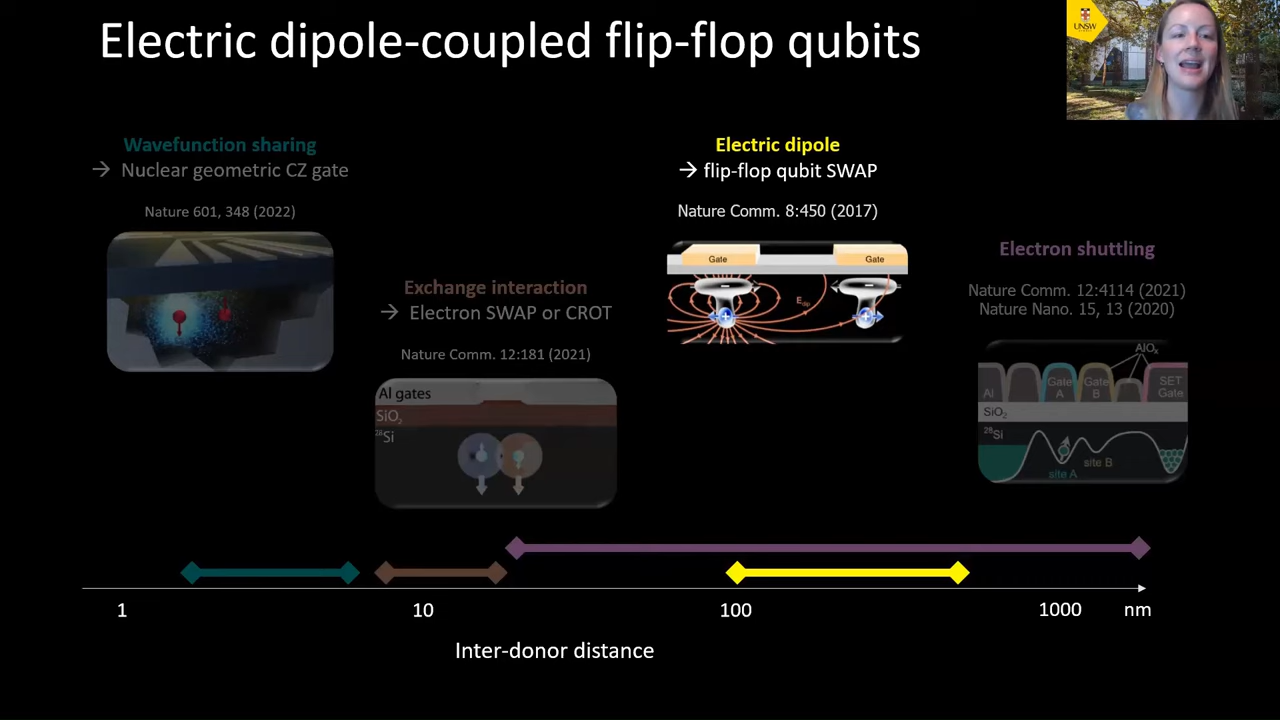 Electric dipole-coupled flip-flop qubits
UNSW
Wavefunction sharing
→ Nuclear geometric CZ gate
Nature 601, 348 (2022)
Exchange interaction
→ Electron SWAP or CROT
Nature Comm. 12:181 (2021)
Al gates
SiO₂
²⁸Si
Electric dipole
→ flip-flop qubit SWAP
Nature Comm. 8:450 (2017)
Gate
Gate
E_dip
Electron shuttling
Nature Comm. 12:4114 (2021)
Nature Nano. 15, 13 (2020)
AlOₓ
Al
Gate A
Gate B
SET Gate
SiO₂
²⁸Si
site A
site B
1 10 100 1000 nm
Inter-donor distance